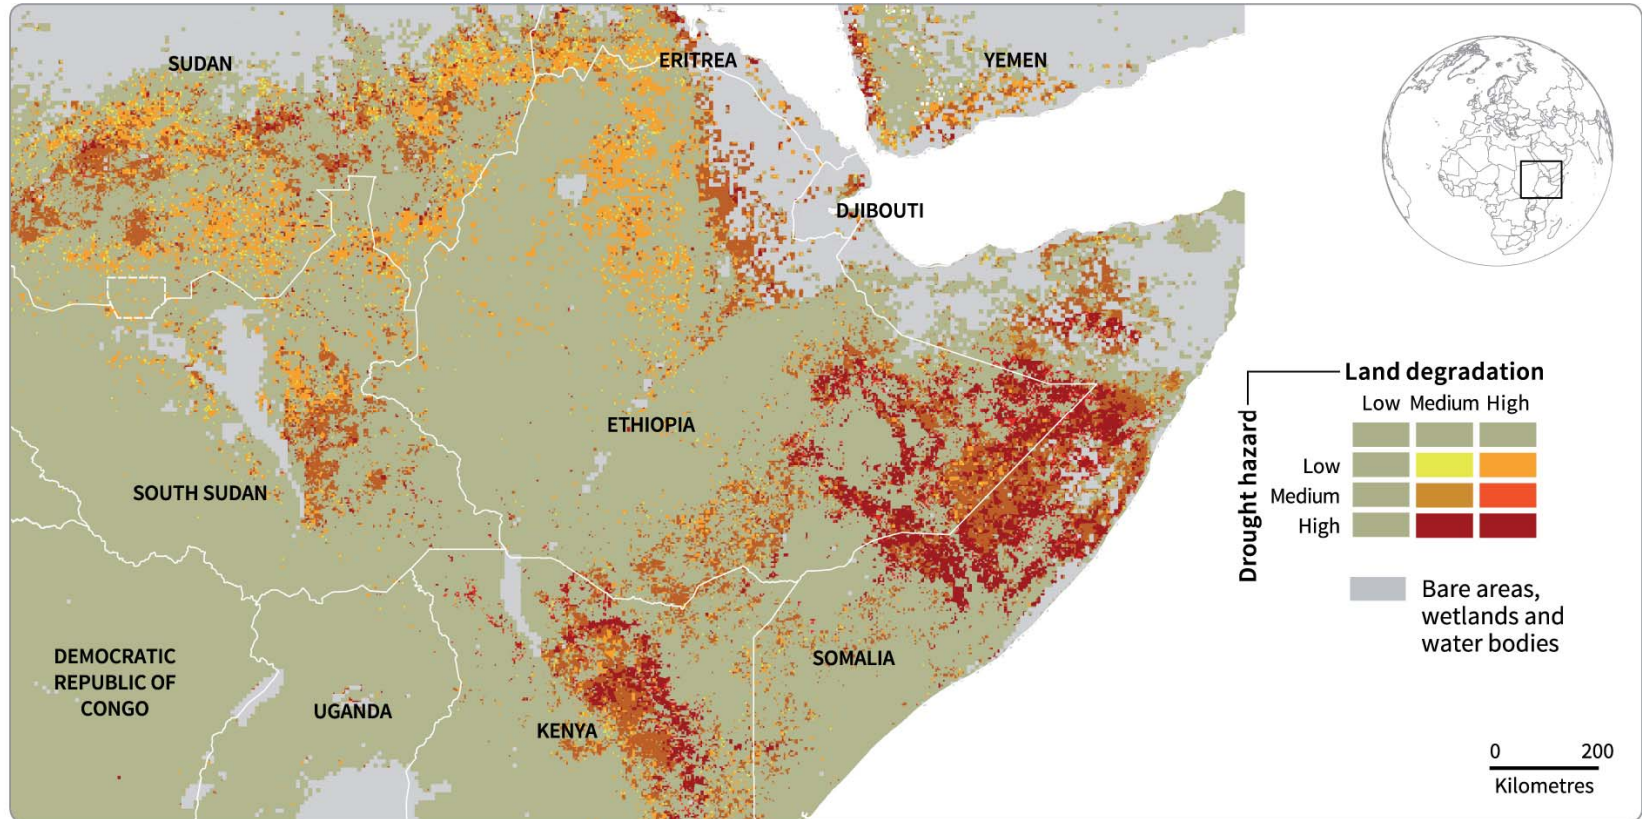 SUDAN
ERITREA
YEMEN
DJIBOUTI
ETHIOPIA
SOUTH SUDAN
DEMOCRATIC
REPUBLIC OF
CONGO
UGANDA
KENYA
SOMALIA
Land degradation
Low Medium High
Drought hazard
Low
Medium
High
Bare areas,
wetlands and
water bodies
0 200
Kilometres